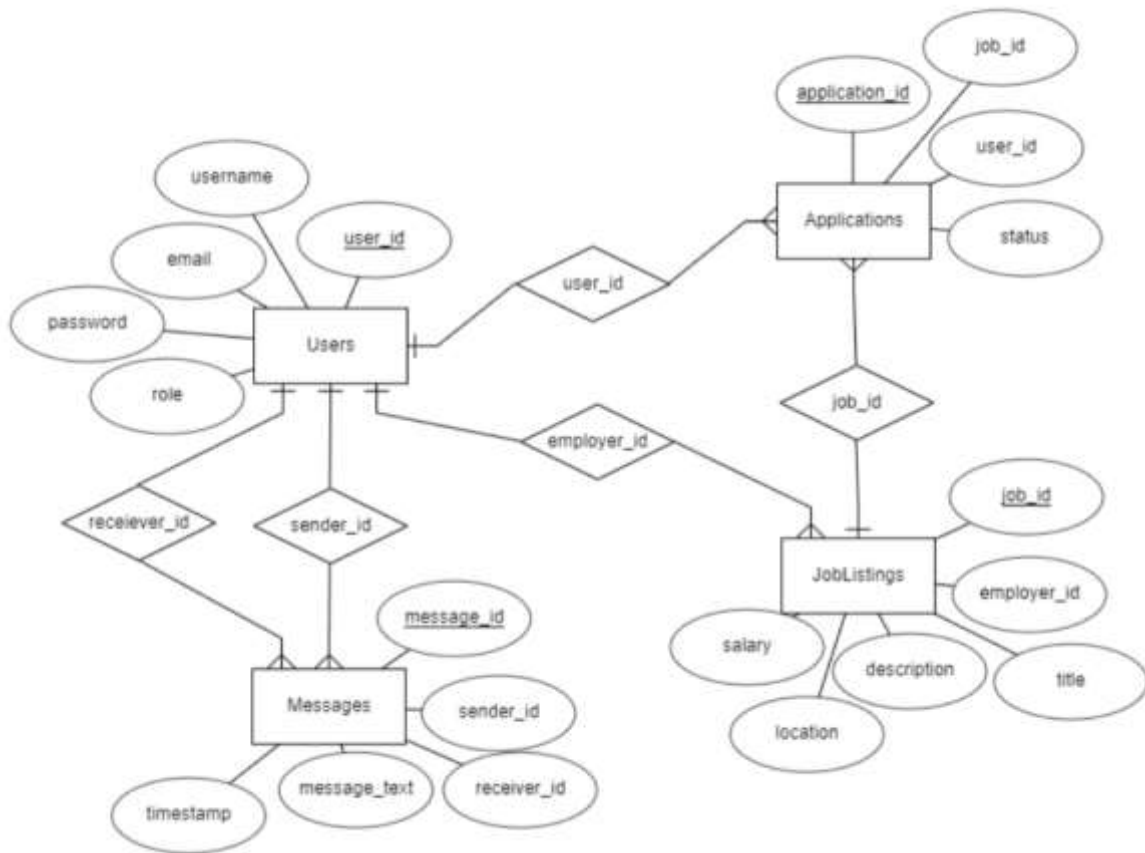 job_id
application_id
user_id
username
user_id
Applications
status
email
user_id
password
Users
role
job_id
employer_id
job_id
receiever_id
sender_id
JobListings
employer_id
message_id
salary
description
title
Messages
sender_id
location
message_text
receiver_id
timestamp